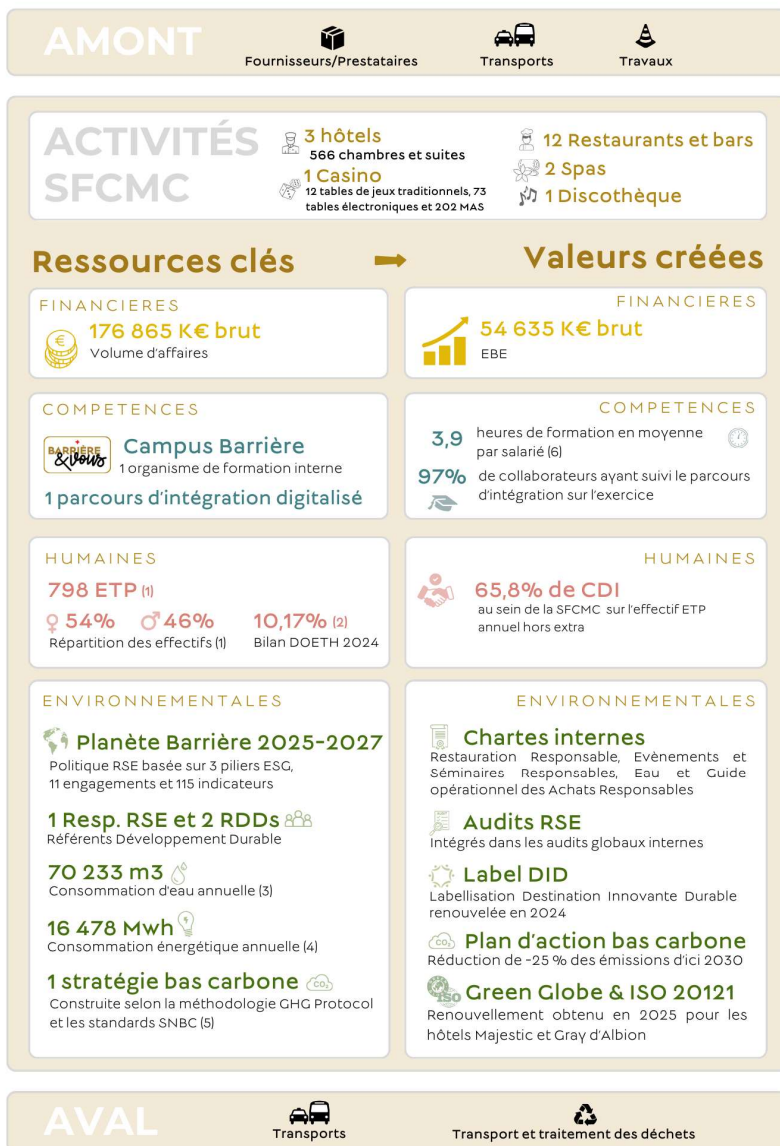 AMONT
Fournisseurs/Prestataires
Transports
Travaux
ACTIVITÉS
SFCMC
3 hôtels
566 chambres et suites
1 Casino
12 tables de jeux traditionnels, 73
tables électroniques et 202 MAS
12 Restaurants et bars
2 Spas
1 Discothèque
Ressources clés
Valeurs créées
FINANCIERES
176 865 K€ brut
Volume d'affaires
FINANCIERES
54 635 K€ brut
EBE
COMPETENCES
BARRIÈRE
&Vous
Campus Barrière
1 organisme de formation interne
1 parcours d'intégration digitalisé
COMPETENCES
3,9 heures de formation en moyenne
par salarié (6)
97% de collaborateurs ayant suivi le parcours
d'intégration sur l'exercice
HUMAINES
798 ETP (1)
54% 46% 10,17% (2)
Répartition des effectifs (1) Bilan DOETH 2024
HUMAINES
65,8% de CDI
au sein de la SFCMC sur l'effectif ETP
annuel hors extra
ENVIRONNEMENTALES
Planète Barrière 2025-2027
Politique RSE basée sur 3 piliers ESG,
11 engagements et 115 indicateurs
1 Resp. RSE et 2 RDDs
Référents Développement Durable
70 233 m3
Consommation d'eau annuelle (3)
16 478 Mwh
Consommation énergétique annuelle (4)
1 stratégie bas carbone CO2
Construite selon la méthodologie GHG Protocol
et les standards SNBC (5)
ENVIRONNEMENTALES
Chartes internes
Restauration Responsable, Evènements et
Séminaires Responsables, Eau et Guide
opérationnel des Achats Responsables
Audits RSE
Intégrés dans les audits globaux internes
Label DID
Labellisation Destination Innovante Durable
renouvelée en 2024
CO2 Plan d'action bas carbone
Réduction de -25 % des émissions d'ici 2030
ISO Green Globe & ISO 20121
Renouvellement obtenu en 2025 pour les
hôtels Majestic et Gray d'Albion
AVAL
Transports
Transport et traitement des déchets